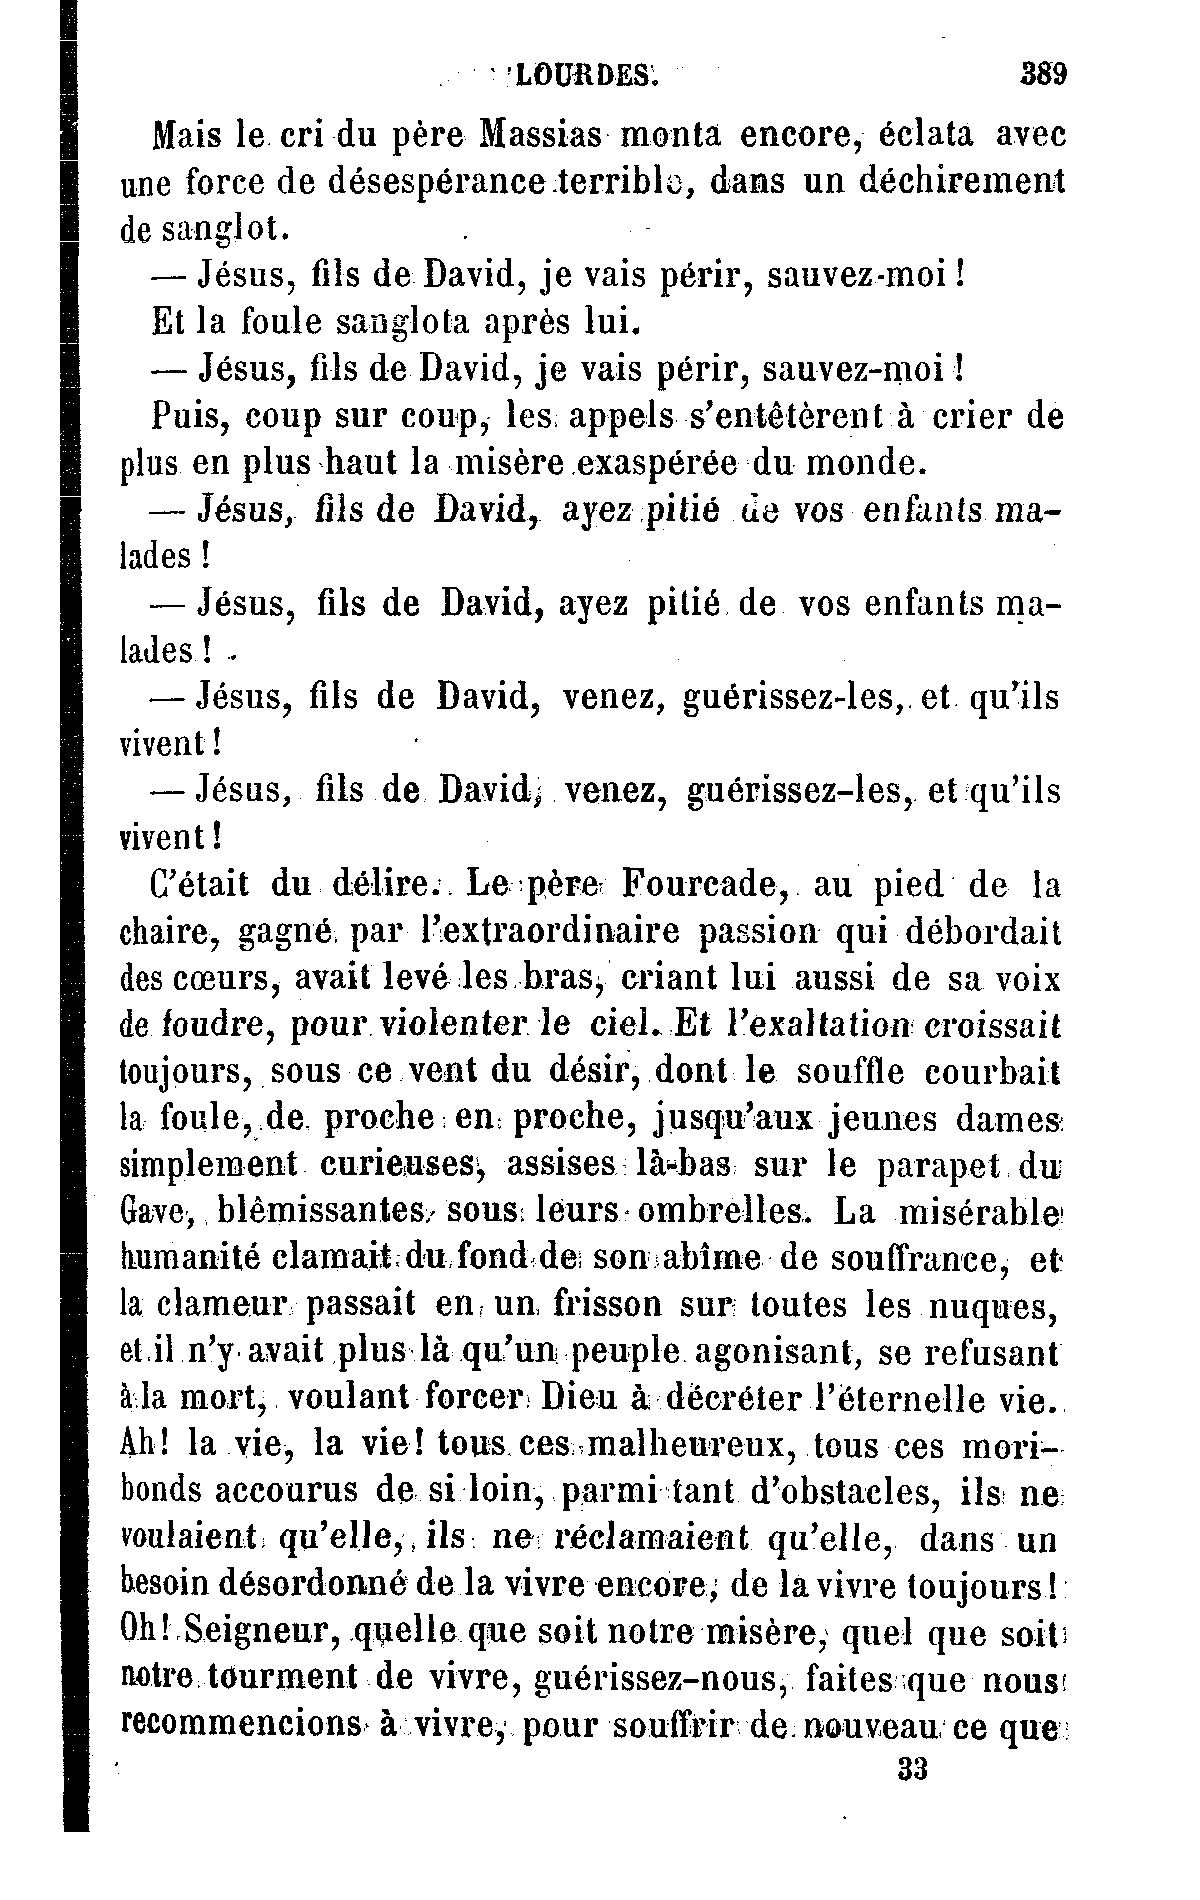 LOURDES. 389
Mais le cri du père Massias monta encore, éclata avec
une force de désespérance terrible, dans un déchirement
de sanglot.
— Jésus, fils de David, je vais périr, sauvez-moi !
Et la foule sanglota après lui.
— Jésus, fils de David, je vais périr, sauvez-moi !
Puis, coup sur coup, les appels s'entêtèrent à crier de
plus en plus haut la misère exaspérée du monde.
— Jésus, fils de David, ayez pitié de vos enfants ma-
lades !
— Jésus, fils de David, ayez pitié de vos enfants ma-
lades !
— Jésus, fils de David, venez, guérissez-les, et qu'ils
vivent !
— Jésus, fils de David, venez, guérissez-les, et qu'ils
vivent !
C'était du délire. Le père Fourcade, au pied de la
chaire, gagné par l'extraordinaire passion qui débordait
des cœurs, avait levé les bras, criant lui aussi de sa voix
de foudre, pour violenter le ciel. Et l'exaltation croissait
toujours, sous ce vent du désir, dont le souffle courbait
la foule, de proche en proche, jusqu'aux jeunes dames
simplement curieuses, assises là-bas sur le parapet du
Gave, blêmissantes sous leurs ombrelles. La misérable
humanité clamait du fond de son abîme de souffrance, et
la clameur passait en un frisson sur toutes les nuques,
et il n'y avait plus là qu'un peuple agonisant, se refusant
à la mort, voulant forcer Dieu à décréter l'éternelle vie.
Ah! la vie, la vie! tous ces malheureux, tous ces mori-
bonds accourus de si loin, parmi tant d'obstacles, ils ne
voulaient qu'elle, ils ne réclamaient qu'elle, dans un
besoin désordonné de la vivre encore, de la vivre toujours!
Oh! Seigneur, quelle que soit notre misère, quel que soit
notre tourment de vivre, guérissez-nous, faites que nous
recommencions à vivre, pour souffrir de nouveau ce que
33